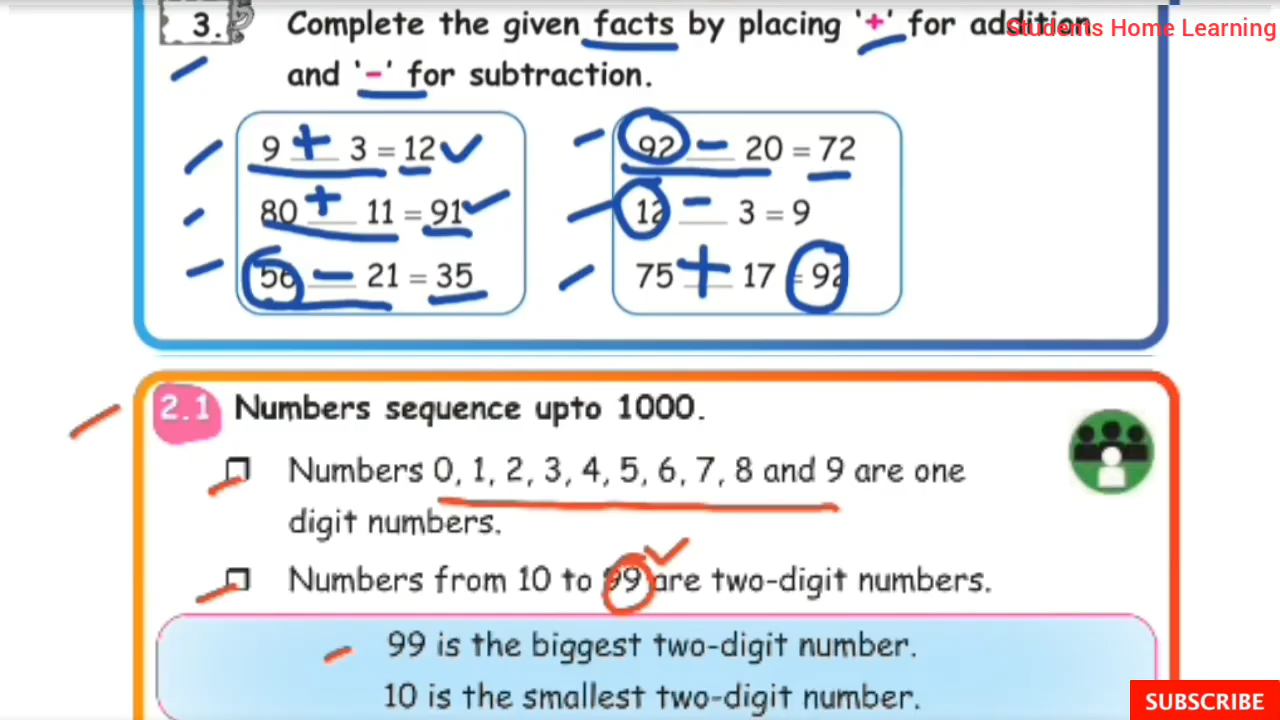 3. Complete the given facts by placing '+' for addition
Students Home Learning
and '-' for subtraction.
9 + 3 = 12
80 + 11 = 91
56 - 21 = 35
92 - 20 = 72
12 - 3 = 9
75 + 17 = 92
2.1 Numbers sequence upto 1000.
Numbers 0, 1, 2, 3, 4, 5, 6, 7, 8 and 9 are one
digit numbers.
Numbers from 10 to 99 are two-digit numbers.
99 is the biggest two-digit number.
10 is the smallest two-digit number.
SUBSCRIBE